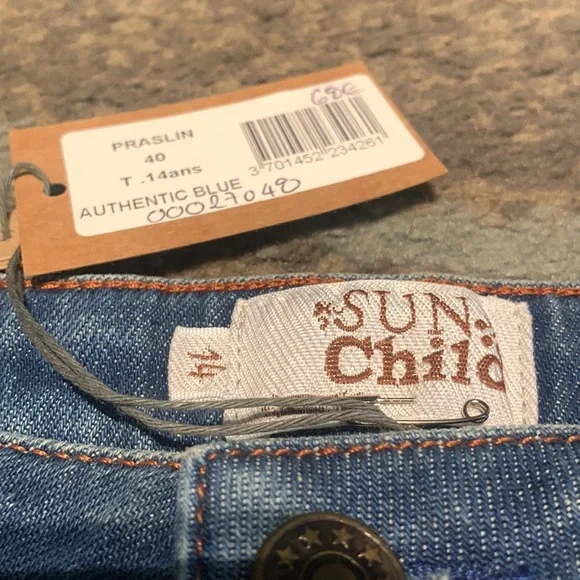 68€
PRASLIN
40
T .14ans
AUTHENTIC BLUE
00027048
3 701452 234261
SUN
Child
14